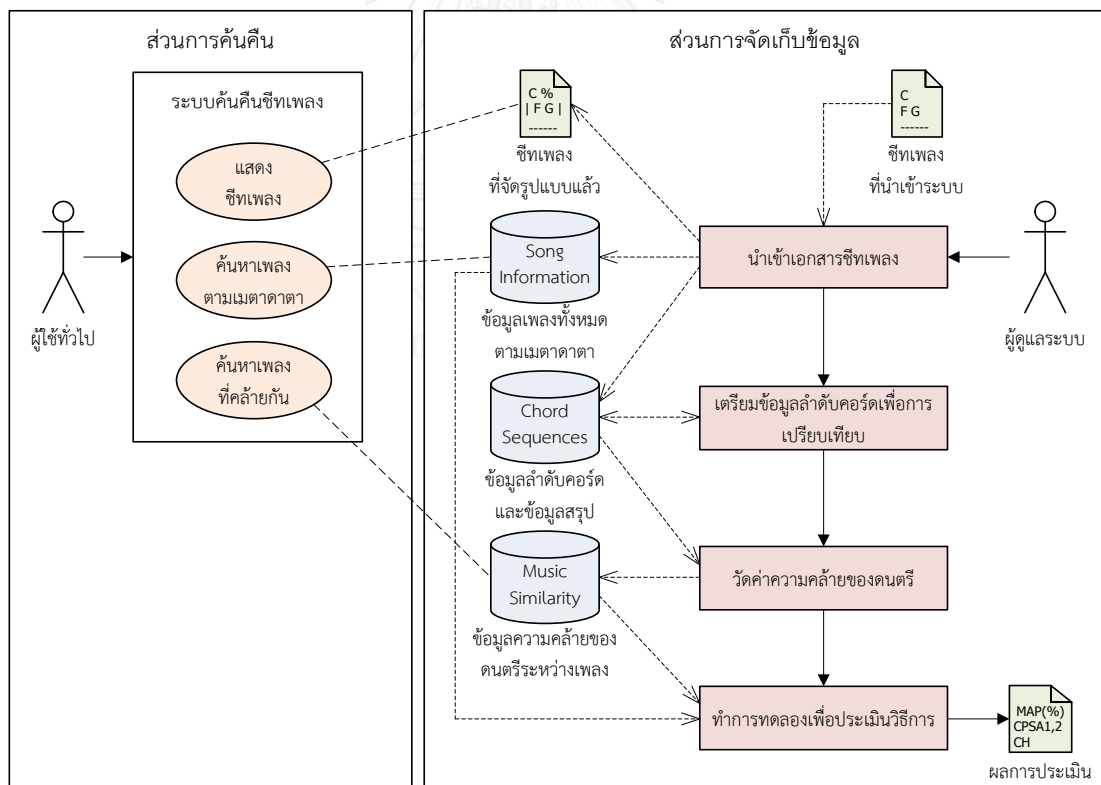 ส่วนการค้นคืน
ระบบค้นคืนชีทเพลง
แสดง
ชีทเพลง
ค้นหาเพลง
ตามเมตาดาตา
ค้นหาเพลง
ที่คล้ายกัน
ผู้ใช้ทั่วไป
ส่วนการจัดเก็บข้อมูล
C %
| F G |
------
ชีทเพลง
ที่จัดรูปแบบแล้ว
C
F G
------
ชีทเพลง
ที่นำเข้าระบบ
Song
Information
ข้อมูลเพลงทั้งหมด
ตามเมตาดาตา
นำเข้าเอกสารชีทเพลง
ผู้ดูแลระบบ
Chord
Sequences
ข้อมูลลำดับคอร์ด
และข้อมูลสรุป
เตรียมข้อมูลลำดับคอร์ดเพื่อการ
เปรียบเทียบ
Music
Similarity
ข้อมูลความคล้ายของ
ดนตรีระหว่างเพลง
วัดค่าความคล้ายของดนตรี
ทำการทดลองเพื่อประเมินวิธีการ
MAP(%)
CPSA1,2
CH
ผลการประเมิน